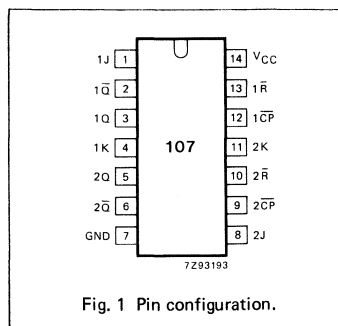 1J 1 14 VCC
1Q̅ 2 13 1R̅
1Q 3 12 1C̅P̅
1K 4 107 11 2K
2Q 5 10 2R̅
2Q̅ 6 9 2C̅P̅
GND 7 8 2J
7Z93193
Fig. 1 Pin configuration.